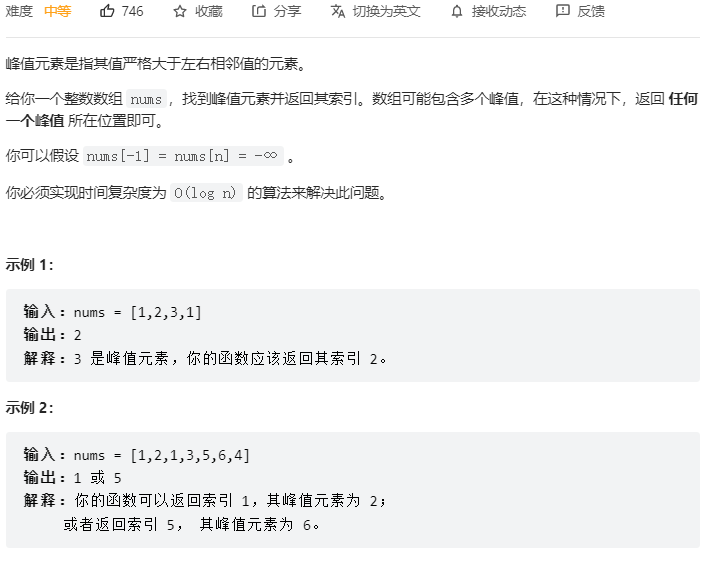 难度 中等 746 收藏 分享 切换为英文 接收动态 反馈
峰值元素是指其值严格大于左右相邻值的元素。
给你一个整数数组 nums，找到峰值元素并返回其索引。数组可能包含多个峰值，在这种情况下，返回 任何
一个峰值 所在位置即可。
你可以假设 nums[-1] = nums[n] = -∞ 。
你必须实现时间复杂度为 O(log n) 的算法来解决此问题。
示例 1：
输入：nums = [1,2,3,1]
输出：2
解释：3 是峰值元素，你的函数应该返回其索引 2。
示例 2：
输入：nums = [1,2,1,3,5,6,4]
输出：1 或 5
解释：你的函数可以返回索引 1，其峰值元素为 2；
或者返回索引 5， 其峰值元素为 6。